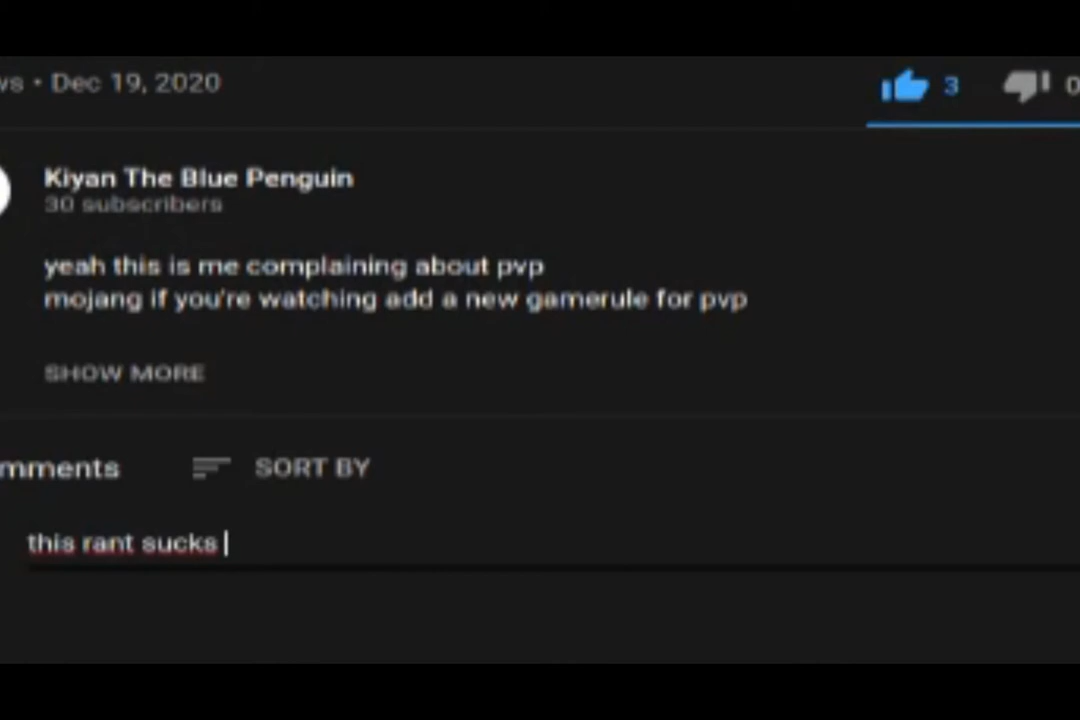 ws • Dec 19, 2020
3
0
Kiyan The Blue Penguin
30 subscribers
yeah this is me complaining about pvp
mojang if you're watching add a new gamerule for pvp
SHOW MORE
mments
SORT BY
this rant sucks